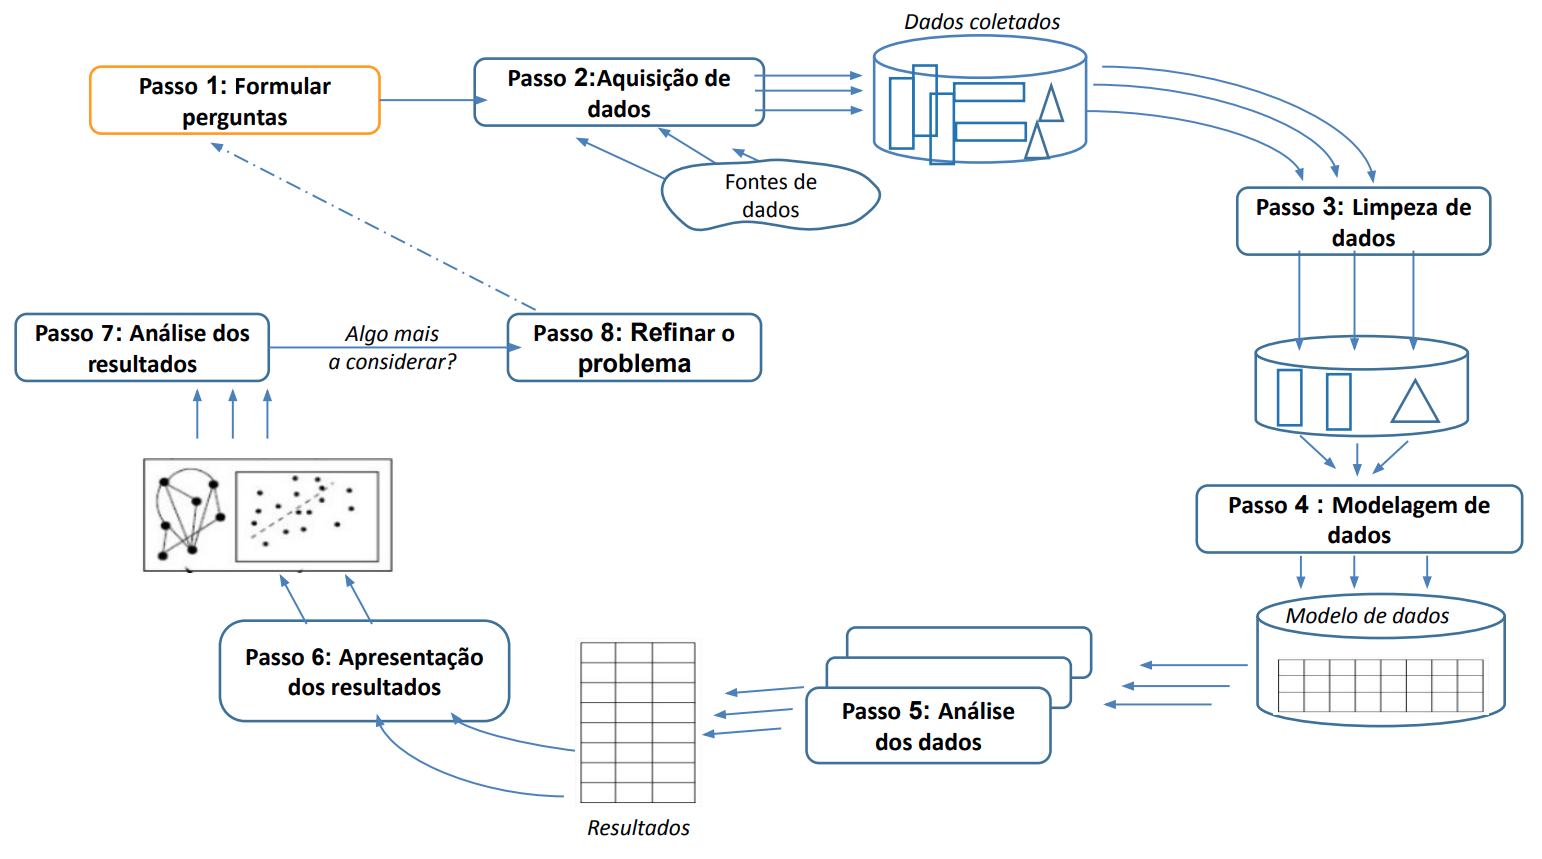 Dados coletados
Passo 1: Formular
perguntas
Passo 2:Aquisição de
dados
Fontes de
dados
Passo 3: Limpeza de
dados
Passo 7: Análise dos
resultados
Algo mais
a considerar?
Passo 8: Refinar o
problema
Passo 4 : Modelagem de
dados
Modelo de dados
Passo 5: Análise
dos dados
Passo 6: Apresentação
dos resultados
Resultados